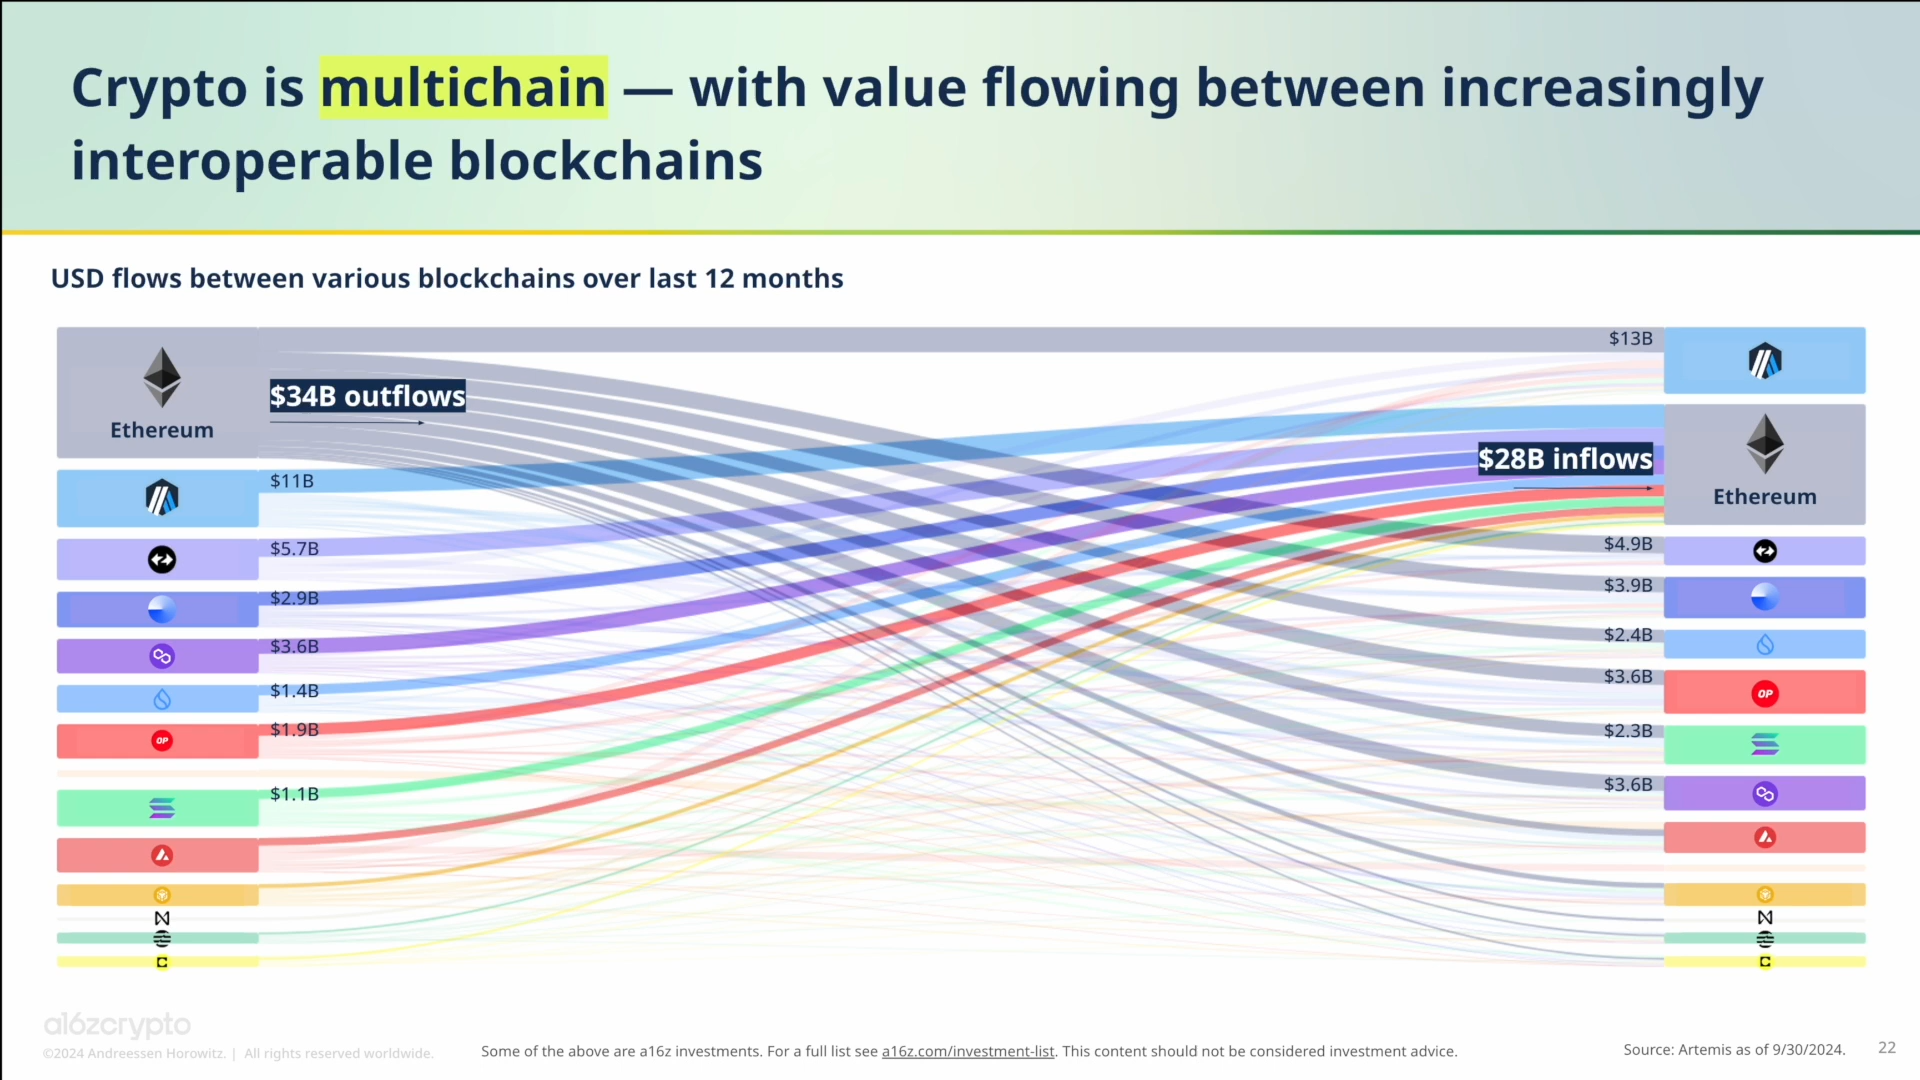 Crypto is multichain — with value flowing between increasingly
interoperable blockchains
USD flows between various blockchains over last 12 months
$13B
$34B outflows
Ethereum
$28B inflows
Ethereum
$11B
$5.7B
$2.9B
$3.6B
$1.4B
$1.9B
OP
$1.1B
$4.9B
$3.9B
$2.4B
$3.6B
OP
$2.3B
$3.6B
a16zcrypto
©2024 Andreessen Horowitz. | All rights reserved worldwide.
Some of the above are a16z investments. For a full list see a16z.com/investment-list. This content should not be considered investment advice.
Source: Artemis as of 9/30/2024.
22